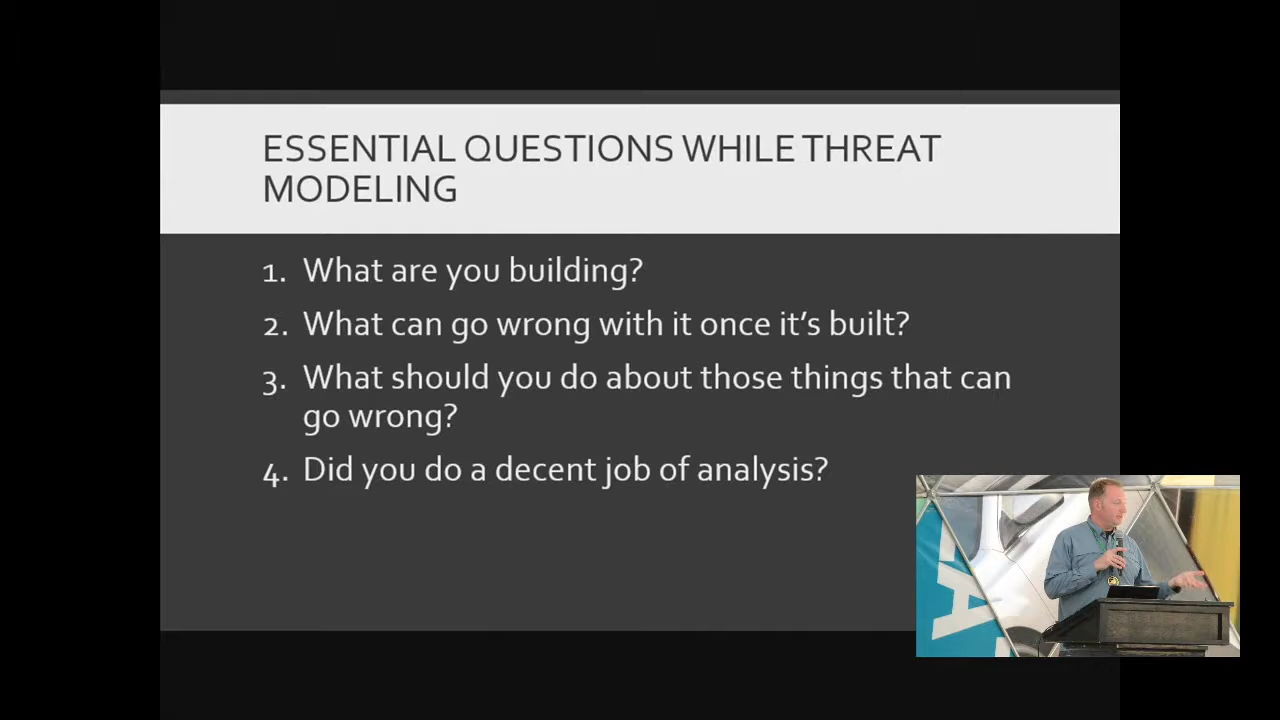 ESSENTIAL QUESTIONS WHILE THREAT
MODELING
1. What are you building?
2. What can go wrong with it once it’s built?
3. What should you do about those things that can
go wrong?
4. Did you do a decent job of analysis?